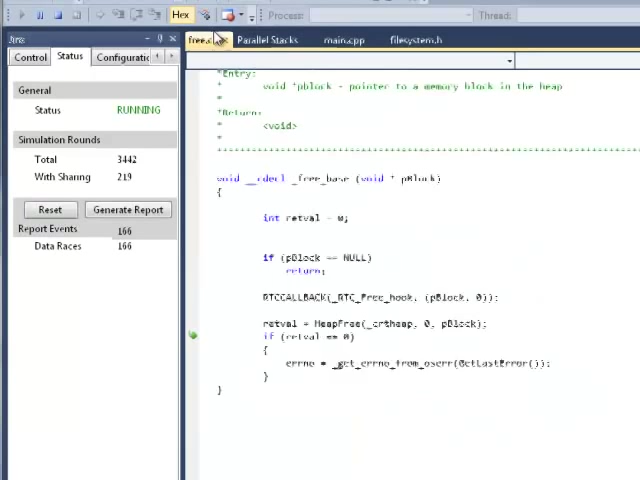 Hex
Process:
Thread:
Jinx
Control
Status
Configuratic
free.c
Parallel Stacks
main.cpp
filesystem.h
General
Status RUNNING
Simulation Rounds
Total 3442
With Sharing 219
Reset
Generate Report
Report Events 166
Data Races 166
*Entry:
* void *pblock - pointer to a memory block in the heap
*
*Return:
* <void>
*
*******************************************************************************
void __cdecl _free_base (void * pBlock)
{
int retval = 0;
if (pBlock == NULL)
return;
RTCCALLBACK(_RTC_Free_hook, (pBlock, 0));
retval = HeapFree(_crtheap, 0, pBlock);
if (retval == 0)
{
errno = _get_errno_from_oserr(GetLastError());
}
}